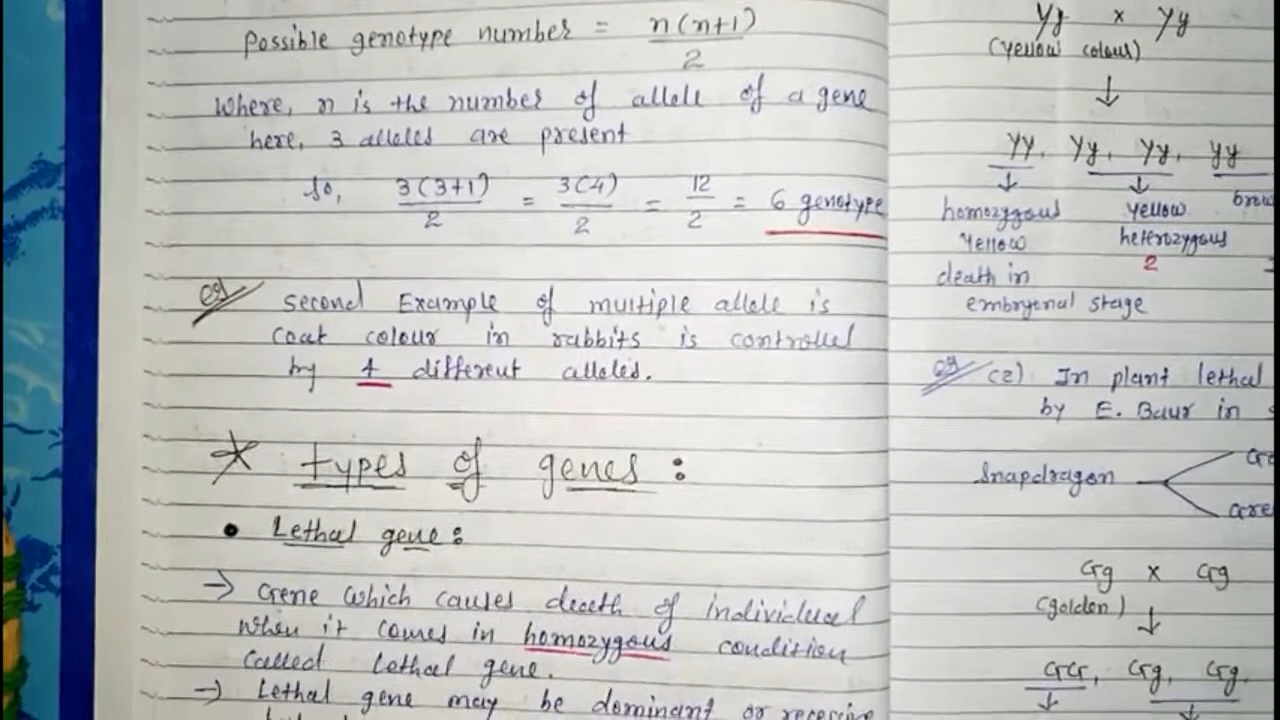 Possible genotype number = n(n+1)
2
Where, n is the number of allele of a gene
here, 3 alleles are present
So, 3(3+1) = 3(4) = 12 = 6 genotype
2 2 2
eg
Second Example of multiple allele is
coat colour in rabbits is controlled
by 4 different alleles.
* Types of genes :
• Lethal gene :
→ Gene which causes death of individual
when it comes in homozygous condition
called lethal gene.
→ Lethal gene may be dominant or recessive
Yy x Yy
(Yellow colour)
↓
YY, Yy, Yy, yy
↓ ↓
homozygous yellow
Yellow heterozygous
death in 2
embryonal stage
eg (2) In plant lethal
by E. Baur in
Snapdragon
Gg x Gg
(golden) ↓
GG, Gg, Gg,
↓ ↓